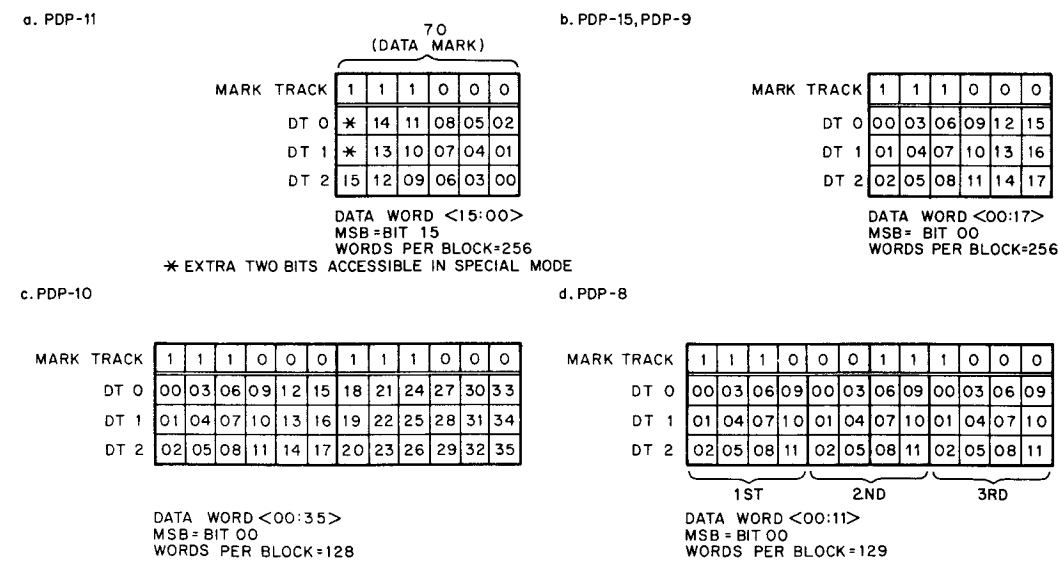 a. PDP-11
70
(DATA MARK)
MARK TRACK 1 1 1 0 0 0
DT 0 * 14 11 08 05 02
DT 1 * 13 10 07 04 01
DT 2 15 12 09 06 03 00
DATA WORD <15:00>
MSB=BIT 15
WORDS PER BLOCK=256
* EXTRA TWO BITS ACCESSIBLE IN SPECIAL MODE
b. PDP-15, PDP-9
MARK TRACK 1 1 1 0 0 0
DT 0 00 03 06 09 12 15
DT 1 01 04 07 10 13 16
DT 2 02 05 08 11 14 17
DATA WORD <00:17>
MSB= BIT 00
WORDS PER BLOCK=256
c. PDP-10
MARK TRACK 1 1 1 0 0 0 1 1 1 0 0 0
DT 0 00 03 06 09 12 15 18 21 24 27 30 33
DT 1 01 04 07 10 13 16 19 22 25 28 31 34
DT 2 02 05 08 11 14 17 20 23 26 29 32 35
DATA WORD <00:35>
MSB= BIT 00
WORDS PER BLOCK=128
d. PDP-8
MARK TRACK 1 1 1 0 0 0 1 1 1 0 0 0
DT 0 00 03 06 09 00 03 06 09 00 03 06 09
DT 1 01 04 07 10 01 04 07 10 01 04 07 10
DT 2 02 05 08 11 02 05 08 11 02 05 08 11
1ST 2ND 3RD
DATA WORD <00:11>
MSB= BIT 00
WORDS PER BLOCK=129